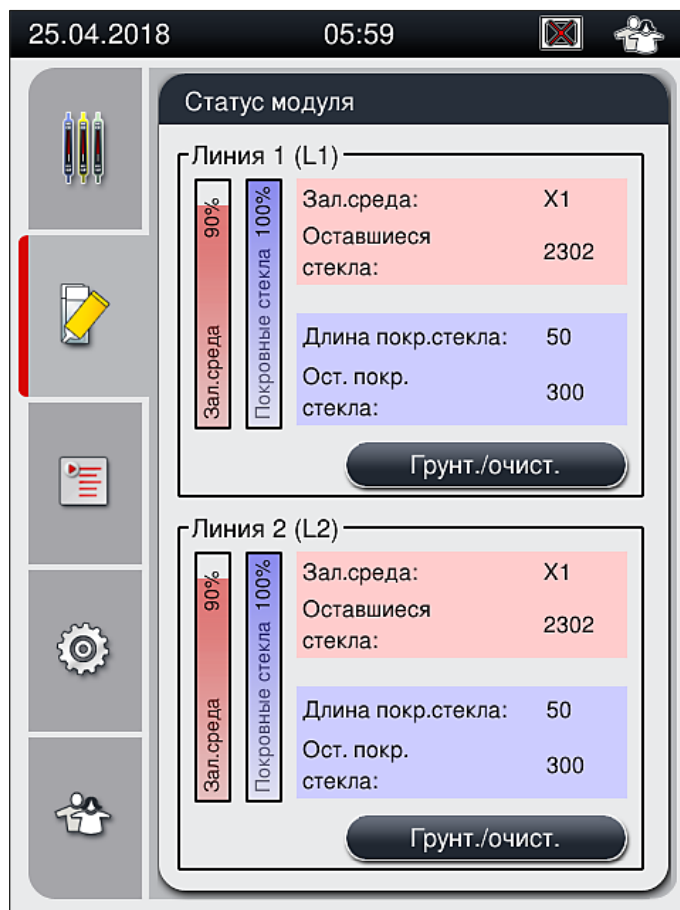 25.04.2018 05:59
Статус модуля
Линия 1 (L1)
Зал.среда 90%
Покровные стекла 100%
Зал.среда: X1
Оставшиеся
стекла: 2302
Длина покр.стекла: 50
Ост. покр.
стекла: 300
Грунт./очист.
Линия 2 (L2)
Зал.среда 90%
Покровные стекла 100%
Зал.среда: X1
Оставшиеся
стекла: 2302
Длина покр.стекла: 50
Ост. покр.
стекла: 300
Грунт./очист.